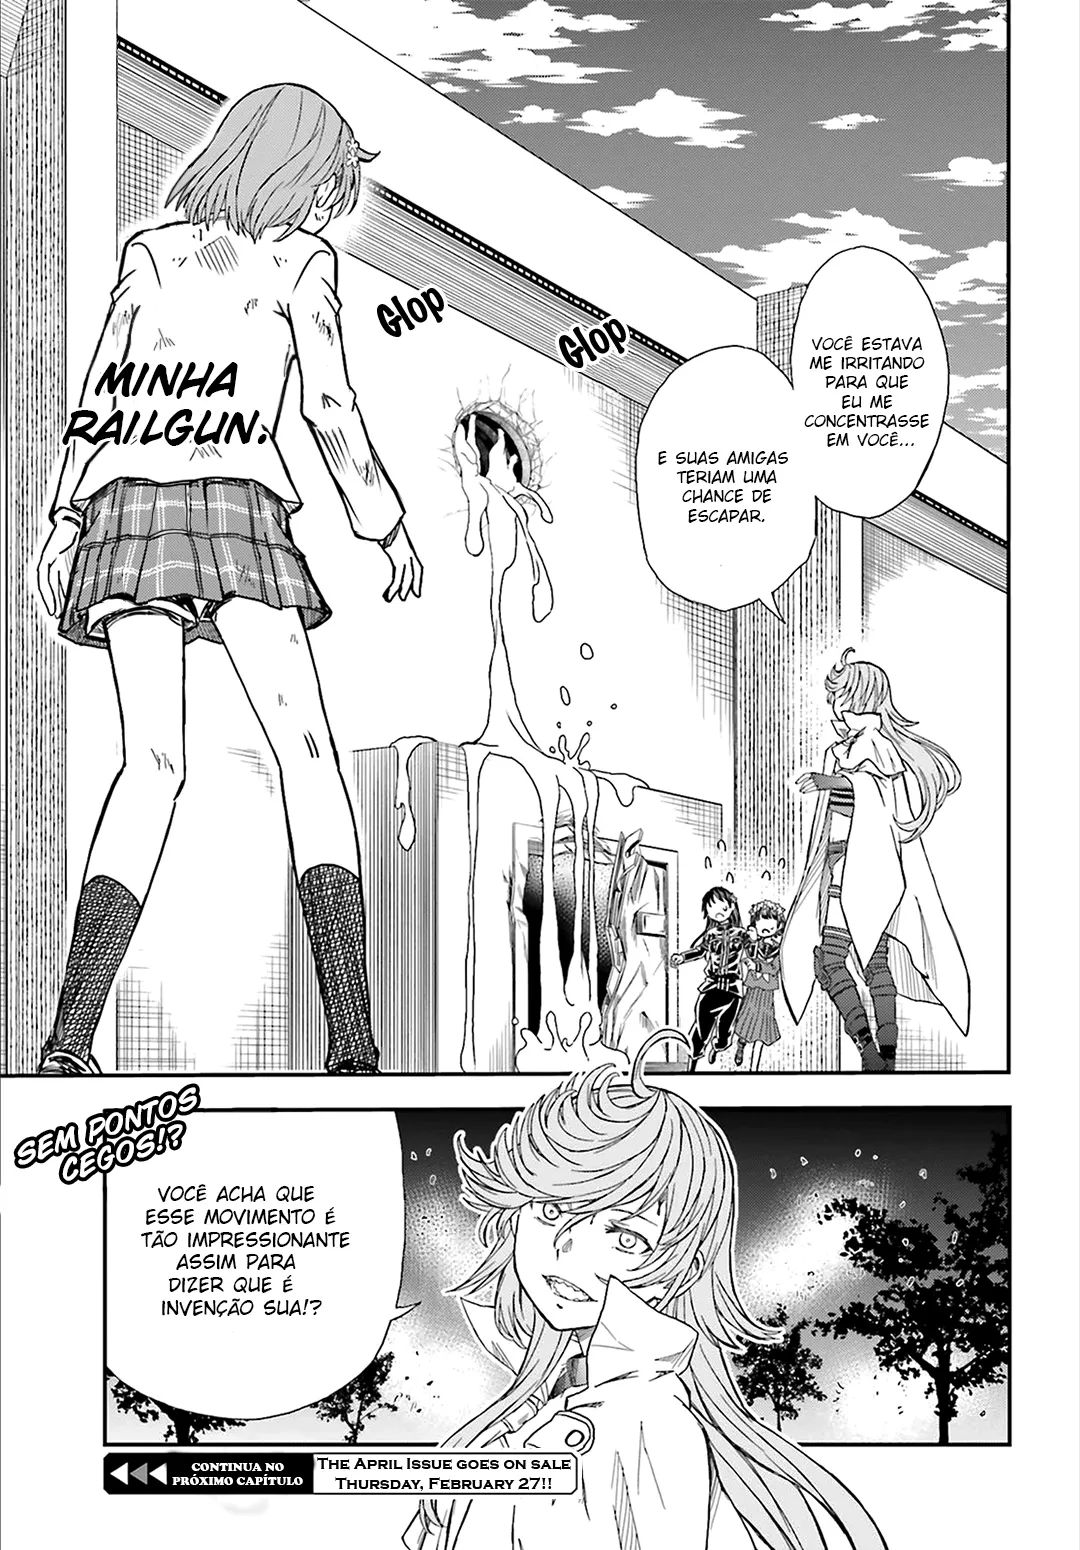 VOCÊ ESTAVA
ME IRRITANDO
PARA QUE
EU ME
CONCENTRASSE
EM VOCÊ...
E SUAS AMIGAS
TERIAM UMA
CHANCE DE
ESCAPAR.
Glop
Glop
MINHA
RAILGUN.
SEM PONTOS
CEGOS!?
VOCÊ ACHA QUE
ESSE MOVIMENTO É
TÃO IMPRESSIONANTE
ASSIM PARA
DIZER QUE É
INVENÇÃO SUA!?
CONTINUA NO
PRÓXIMO CAPÍTULO
THE APRIL ISSUE GOES ON SALE
THURSDAY, FEBRUARY 27!!